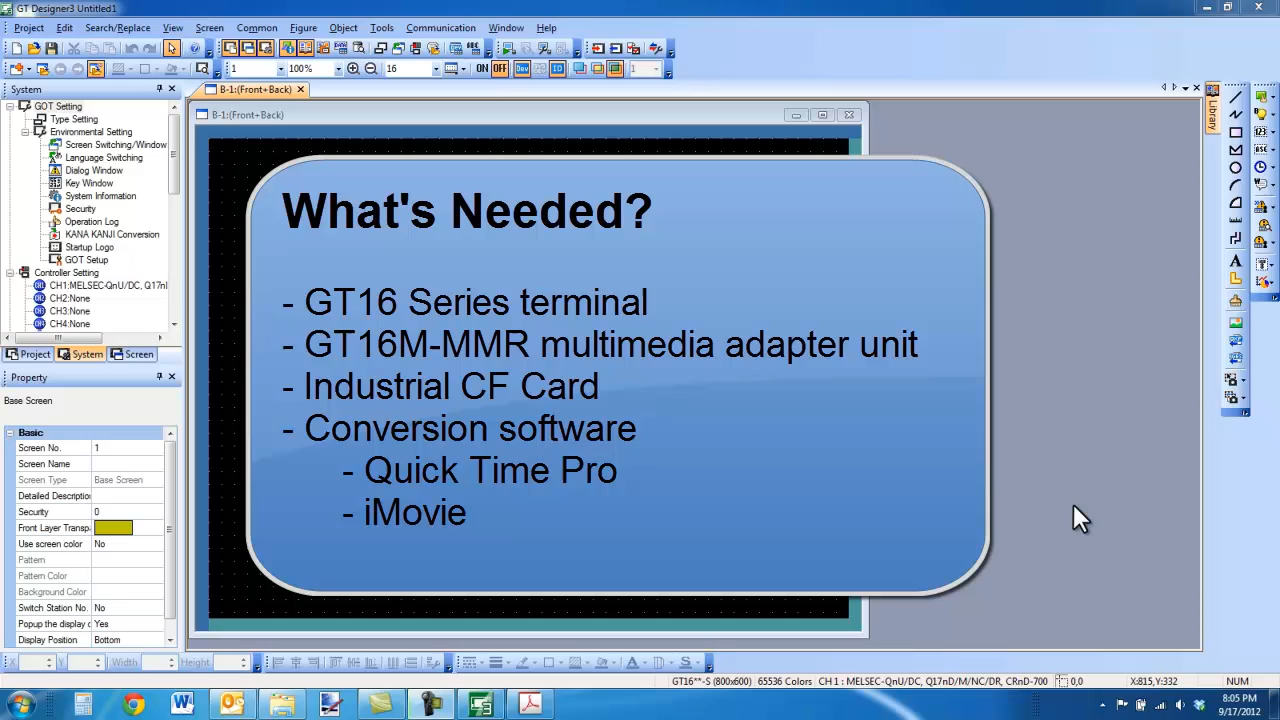 GT Designer3 Untitled1
Project Edit Search/Replace View Screen Common Figure Object Tools Communication Window Help
1 100% 16 ON OFF Dev ID 1
System
B-1:(Front+Back)
GOT Setting
Type Setting
Environmental Setting
Screen Switching/Window
Language Switching
Dialog Window
Key Window
System Information
Security
Operation Log
KANA KANJI Conversion
Startup Logo
GOT Setup
Controller Setting
CH1:MELSEC-QnU/DC, Q17nD
CH2:None
CH3:None
CH4:None
Project System Screen
Property
Base Screen
Basic
Screen No. 1
Screen Name
Screen Type Base Screen
Detailed Descriptio
Security 0
Front Layer Transp
Use screen color No
Pattern
Pattern Color
Background Color
Switch Station No. No
Popup the display o Yes
Display Position Bottom
B-1:(Front+Back)
What's Needed?
- GT16 Series terminal
- GT16M-MMR multimedia adapter unit
- Industrial CF Card
- Conversion software
- Quick Time Pro
- iMovie
Library
X Y Width Height
GT16**-S (800x600) 65536 Colors CH 1 : MELSEC-QnU/DC, Q17nD/M/NC/DR, CRnD-700 0,0 X:815,Y:332 NUM
8:05 PM
9/17/2012